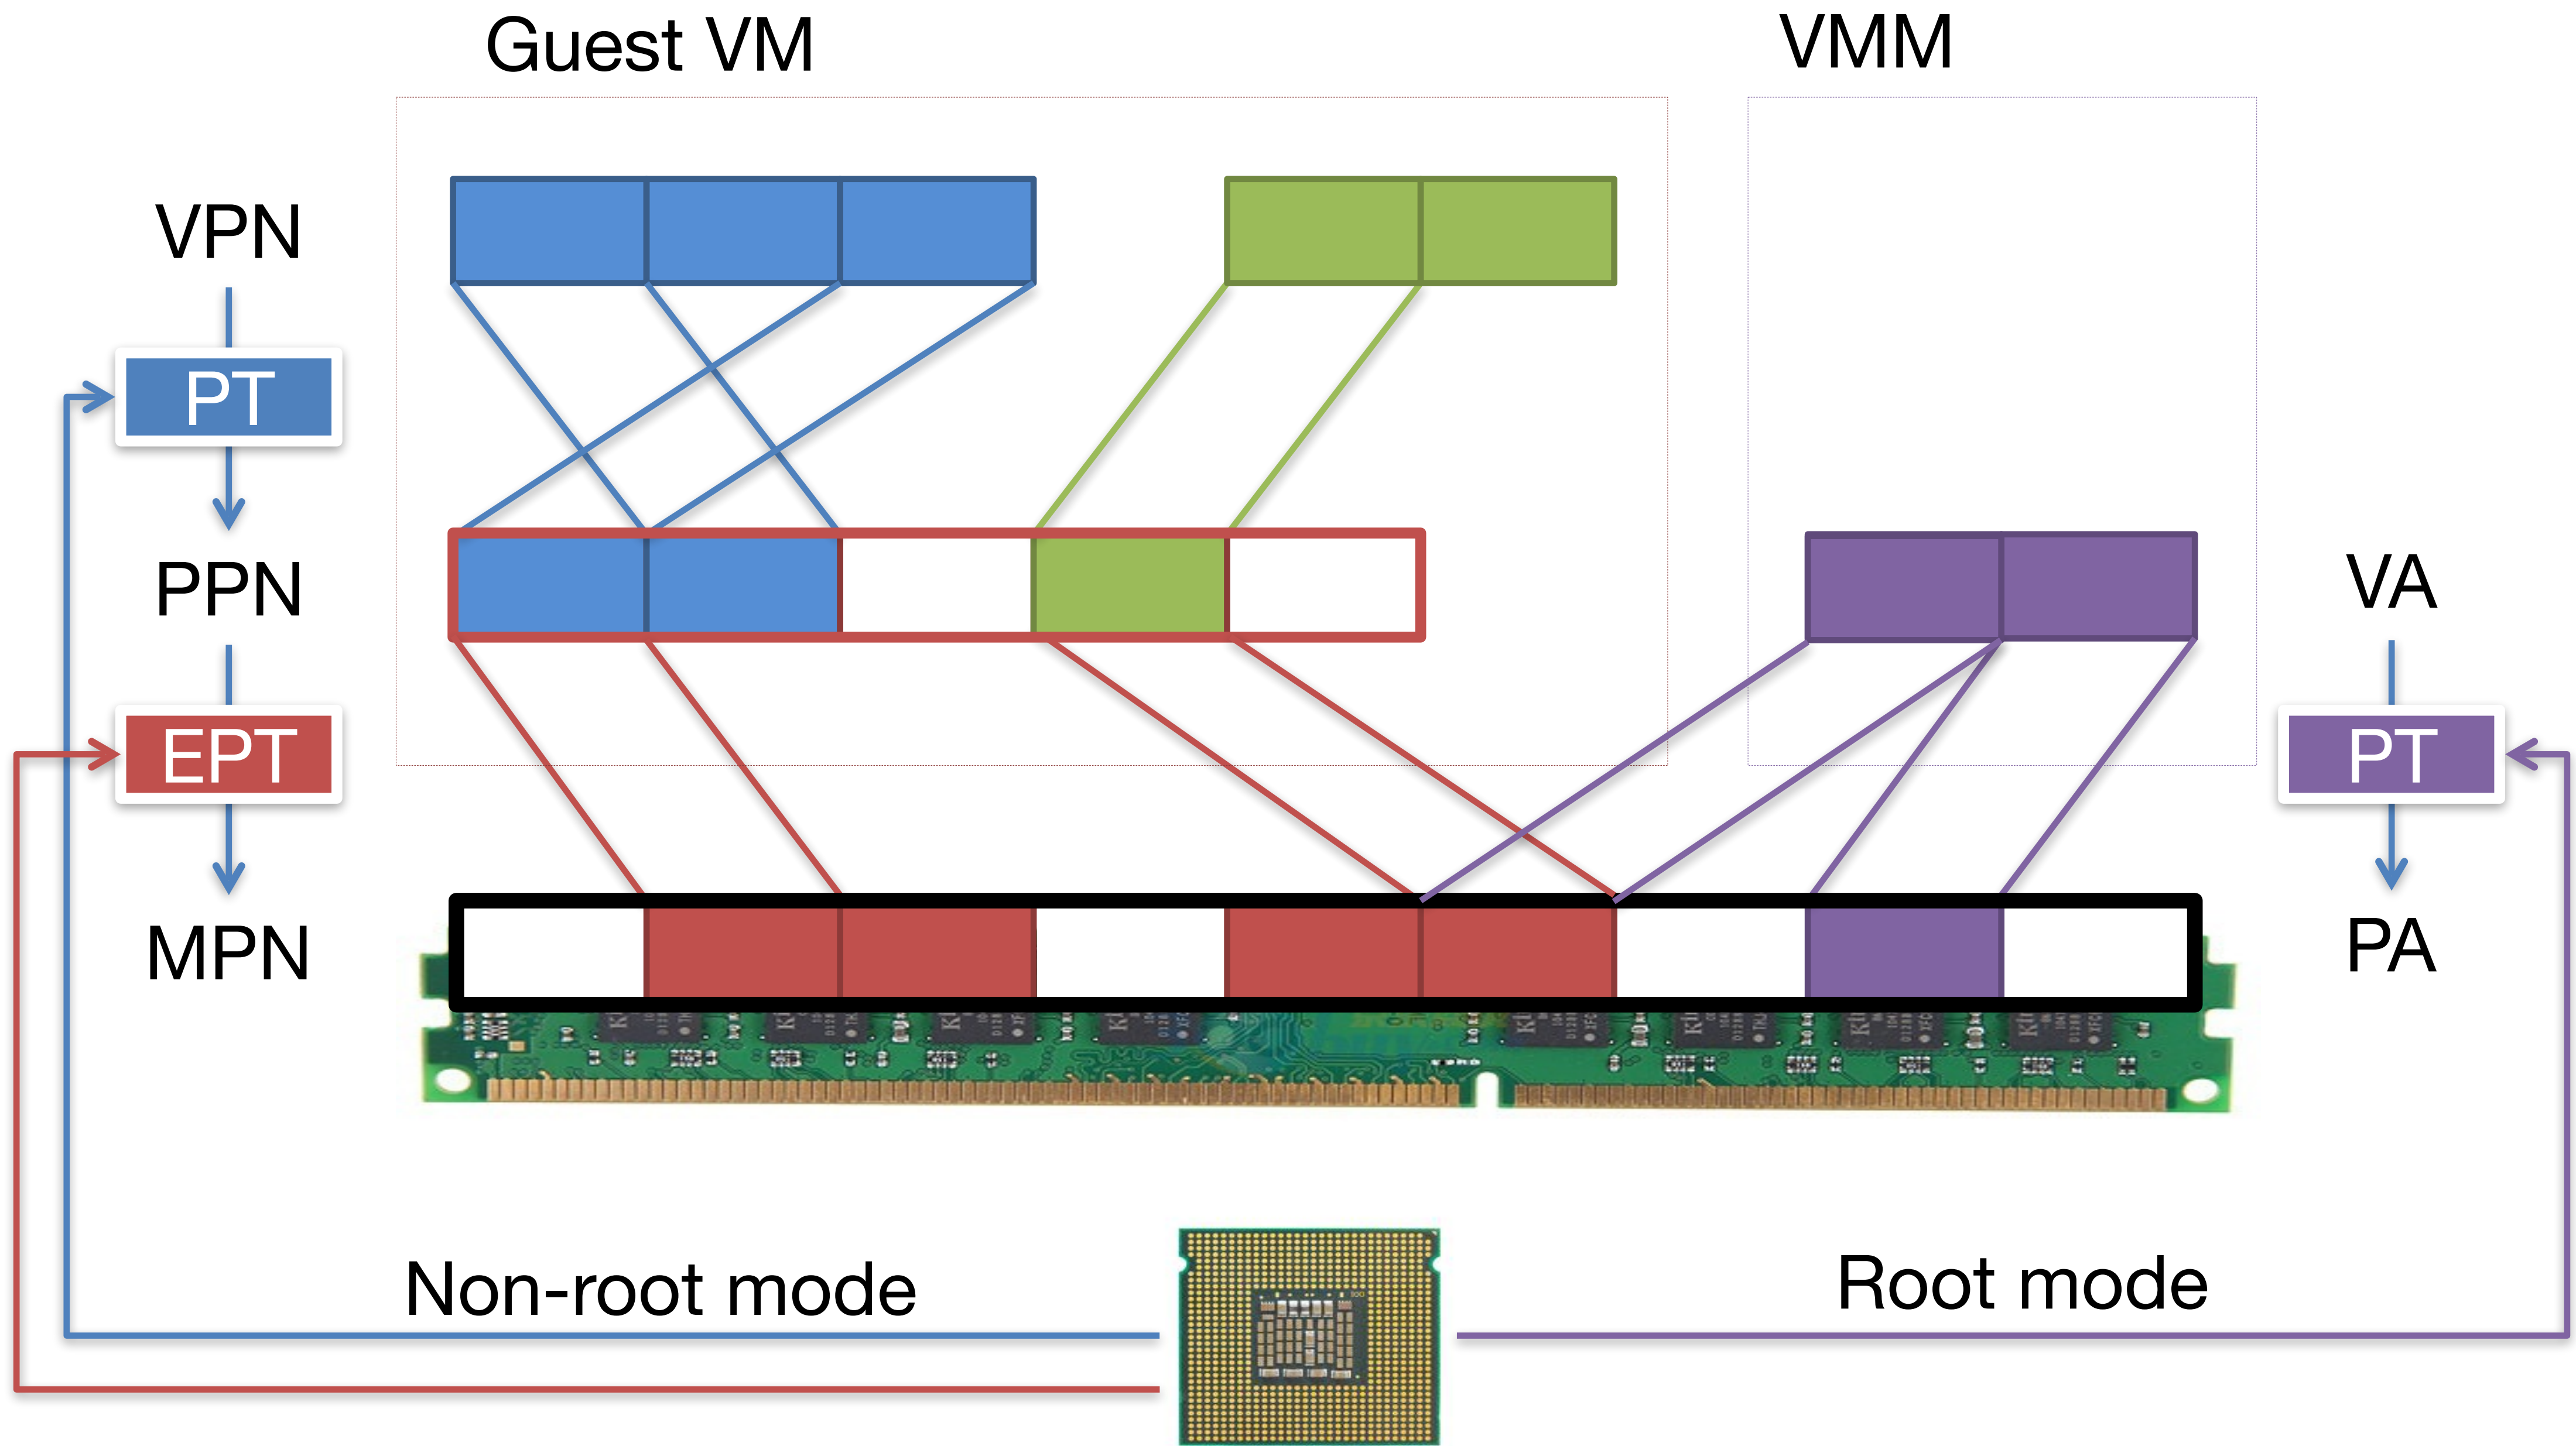 Guest VM
VMM
VPN
PT
PPN
VA
EPT
PT
MPN
PA
Non-root mode
Root mode